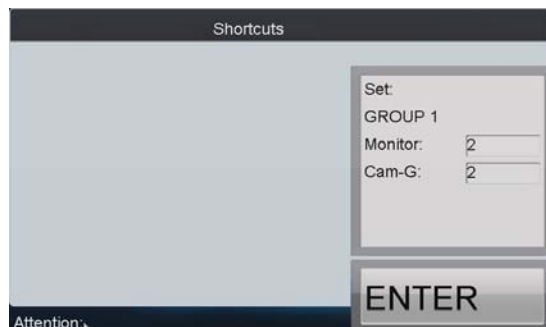 Shortcuts
Set:
GROUP 1
Monitor: 2
Cam-G: 2
ENTER
Attention: